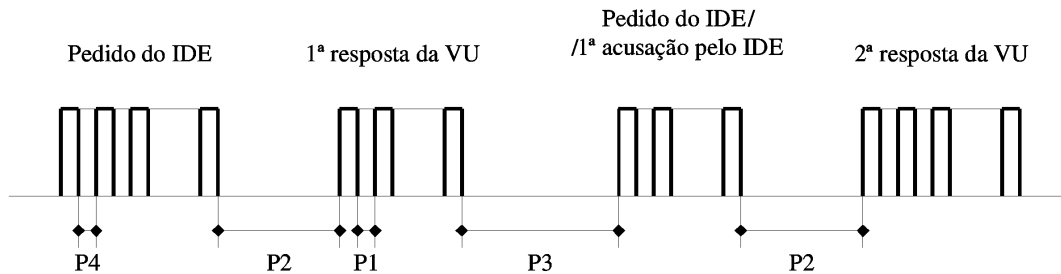 Pedido do IDE/
/1ª acusação pelo IDE
Pedido do IDE
1ª resposta da VU
2ª resposta da VU
P4
P2
P1
P3
P2